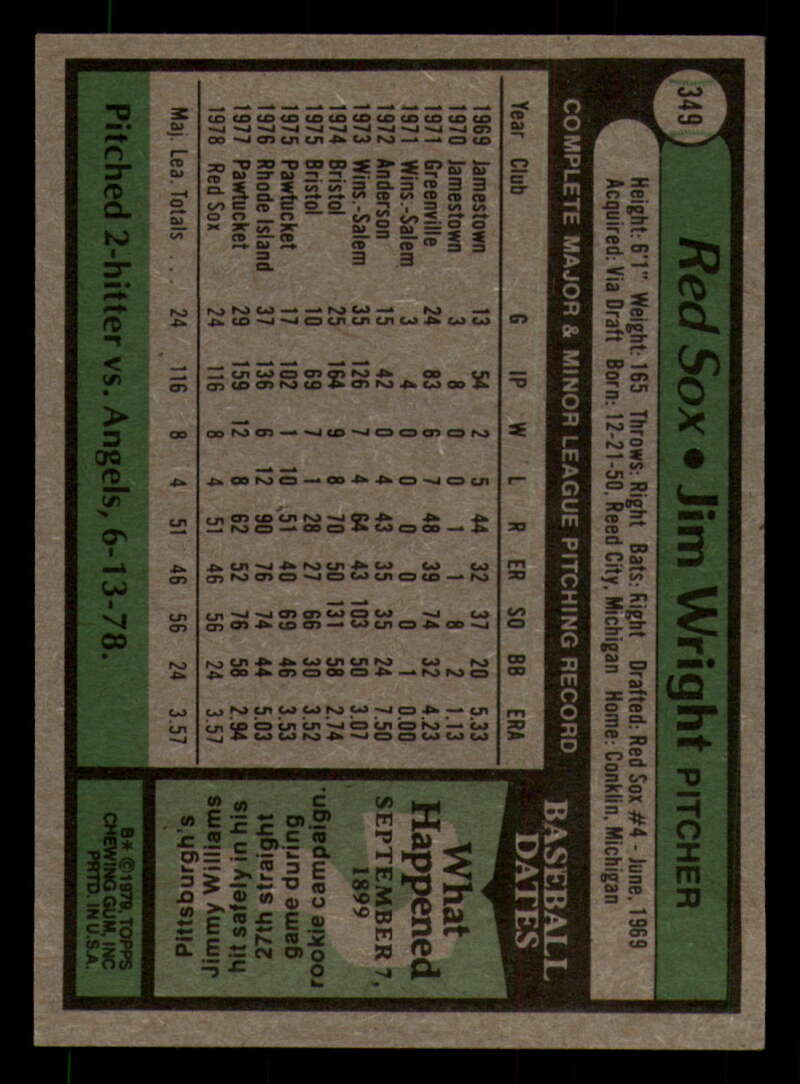 349
Red Sox • Jim Wright PITCHER
Height: 6'1" Weight: 165 Throws: Right Bats: Right Drafted: Red Sox #4 - June, 1969
Acquired: Via Draft Born: 12-21-50, Reed City, Michigan Home: Conklin, Michigan
COMPLETE MAJOR & MINOR LEAGUE PITCHING RECORD
Year Club G IP W L R ER SO BB ERA
1969 Jamestown 13 54 2 5 44 32 37 20 5.33
1970 Jamestown 3 8 0 0 1 1 8 2 1.13
1971 Greenville 24 83 6 7 48 39 74 32 4.23
1971 Wins.-Salem 3 4 0 0 0 0 0 1 0.00
1972 Anderson 15 42 0 4 43 35 35 24 7.50
1973 Wins.-Salem 35 126 7 4 64 43 103 50 3.07
1974 Bristol 25 164 9 8 70 50 131 58 2.74
1975 Bristol 10 69 7 1 28 27 66 30 3.52
1975 Pawtucket 17 102 1 10 51 40 69 46 3.53
1976 Rhode Island 37 136 6 12 90 76 74 44 5.03
1977 Pawtucket 29 159 12 8 62 52 76 58 2.94
1978 Red Sox 24 116 8 4 51 46 56 24 3.57
Maj. Lea. Totals ... 24 116 8 4 51 46 56 24 3.57
Pitched 2-hitter vs. Angels, 6-13-78.
BASEBALL
DATES
What
Happened
SEPTEMBER 7,
1899
Pittsburgh's
Jimmy Williams
hit safely in his
27th straight
game during
rookie campaign.
B* © 1979, TOPPS
CHEWING GUM, INC
PRTD. IN U.S.A.